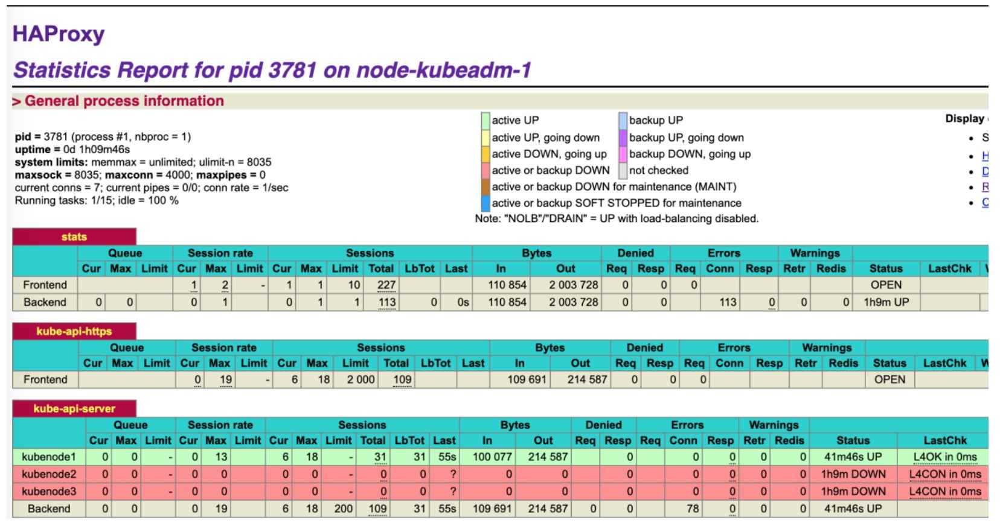 HAProxy
Statistics Report for pid 3781 on node-kubeadm-1
> General process information
pid = 3781 (process #1, nbproc = 1)
uptime = 0d 1h09m46s
system limits: memmax = unlimited; ulimit-n = 8035
maxsock = 8035; maxconn = 4000; maxpipes = 0
current conns = 7; current pipes = 0/0; conn rate = 1/sec
Running tasks: 1/15; idle = 100 %
active UP backup UP
active UP, going down backup UP, going down
active DOWN, going up backup DOWN, going up
active or backup DOWN not checked
active or backup DOWN for maintenance (MAINT)
active or backup SOFT STOPPED for maintenance
Note: "NOLB"/"DRAIN" = UP with load-balancing disabled.
Display
stats
Queue Session rate Sessions Bytes Denied Errors Warnings
Cur Max Limit Cur Max Limit Cur Max Limit Total LbTot Last In Out Req Resp Req Conn Resp Retr Redis Status LastChk
Frontend 1 2 - 1 1 10 227 110 854 2 003 728 0 0 0 OPEN
Backend 0 0 0 1 0 1 1 113 0 0s 110 854 2 003 728 0 0 113 0 0 0 1h9m UP
kube-api-https
Queue Session rate Sessions Bytes Denied Errors Warnings
Cur Max Limit Cur Max Limit Cur Max Limit Total LbTot Last In Out Req Resp Req Conn Resp Retr Redis Status LastChk
Frontend 0 19 - 6 18 2 000 109 109 691 214 587 0 0 0 OPEN
kube-api-server
Queue Session rate Sessions Bytes Denied Errors Warnings
Cur Max Limit Cur Max Limit Cur Max Limit Total LbTot Last In Out Req Resp Req Conn Resp Retr Redis Status LastChk
kubenode1 0 0 - 0 13 6 18 - 31 31 55s 100 077 214 587 0 0 0 0 0 41m46s UP L4OK in 0ms
kubenode2 0 0 - 0 0 0 0 - 0 0 ? 0 0 0 0 0 0 0 1h9m DOWN L4CON in 0ms
kubenode3 0 0 - 0 0 0 0 - 0 0 ? 0 0 0 0 0 0 0 1h9m DOWN L4CON in 0ms
Backend 0 0 0 19 6 18 200 109 31 55s 109 691 214 587 0 0 78 0 0 0 41m46s UP